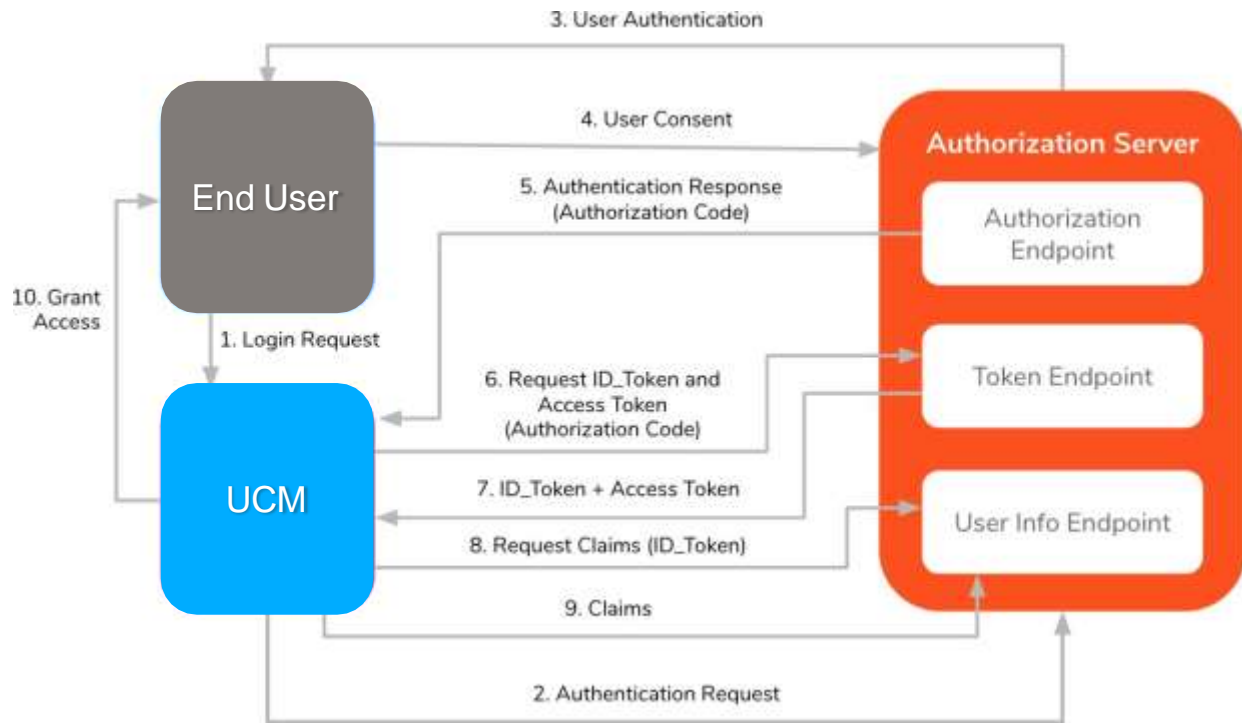 3. User Authentication
End User
4. User Consent
Authorization Server
5. Authentication Response
(Authorization Code)
Authorization
Endpoint
10. Grant
Access
1. Login Request
6. Request ID_Token and
Access Token
(Authorization Code)
Token Endpoint
UCM
7. ID_Token + Access Token
User Info Endpoint
8. Request Claims (ID_Token)
9. Claims
2. Authentication Request